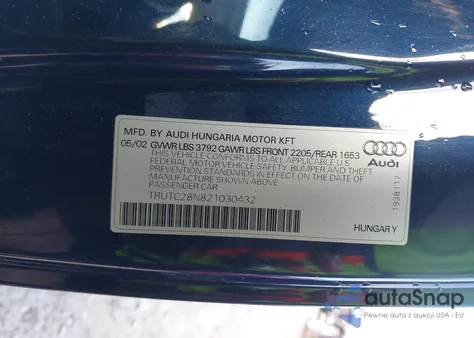 MFD. BY AUDI HUNGARIA MOTOR KFT
05/02 GVWR LBS 3792 GAWR LBS FRONT 2205/REAR 1653
THIS VEHICLE CONFORMS TO ALL APPLICABLE
FEDERAL MOTOR VEHICLE SAFETY, BUMPER AND THEFT
PREVENTION STANDARDS IN EFFECT ON THE DATE OF
MANUFACTURE SHOWN ABOVE.
PASSENGER CAR
TRUTC28N821030432
Audi
1938117
HUNGARY
autoSnap
Pewne auta z aukcji USA i EU